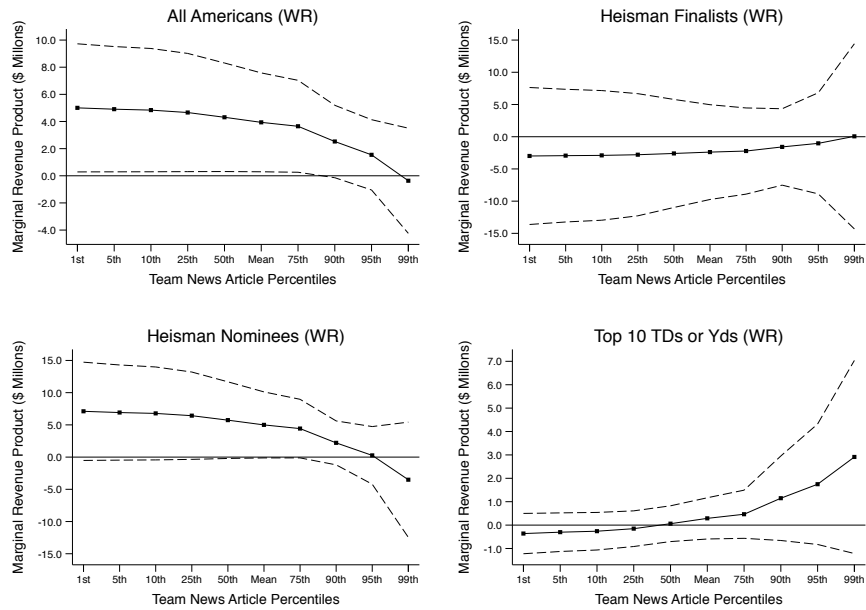 All Americans (WR)
Marginal Revenue Product ($ Millons)
10.0
8.0
6.0
4.0
2.0
0.0
-2.0
-4.0
1st 5th 10th 25th 50th Mean 75th 90th 95th 99th
Team News Article Percentiles
Heisman Finalists (WR)
Marginal Revenue Product ($ Millons)
15.0
10.0
5.0
0.0
-5.0
-10.0
-15.0
1st 5th 10th 25th 50th Mean 75th 90th 95th 99th
Team News Article Percentiles
Heisman Nominees (WR)
Marginal Revenue Product ($ Millons)
15.0
10.0
5.0
0.0
-5.0
-10.0
-15.0
1st 5th 10th 25th 50th Mean 75th 90th 95th 99th
Team News Article Percentiles
Top 10 TDs or Yds (WR)
Marginal Revenue Product ($ Millons)
7.0
6.0
5.0
4.0
3.0
2.0
1.0
0.0
-1.0
1st 5th 10th 25th 50th Mean 75th 90th 95th 99th
Team News Article Percentiles